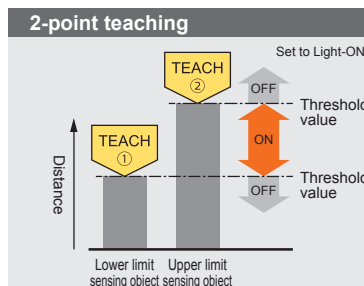 2-point teaching
Set to Light-ON
TEACH
②
OFF
Threshold
value
TEACH
①
ON
Threshold
value
OFF
Distance
Lower limit
sensing object
Upper limit
sensing object